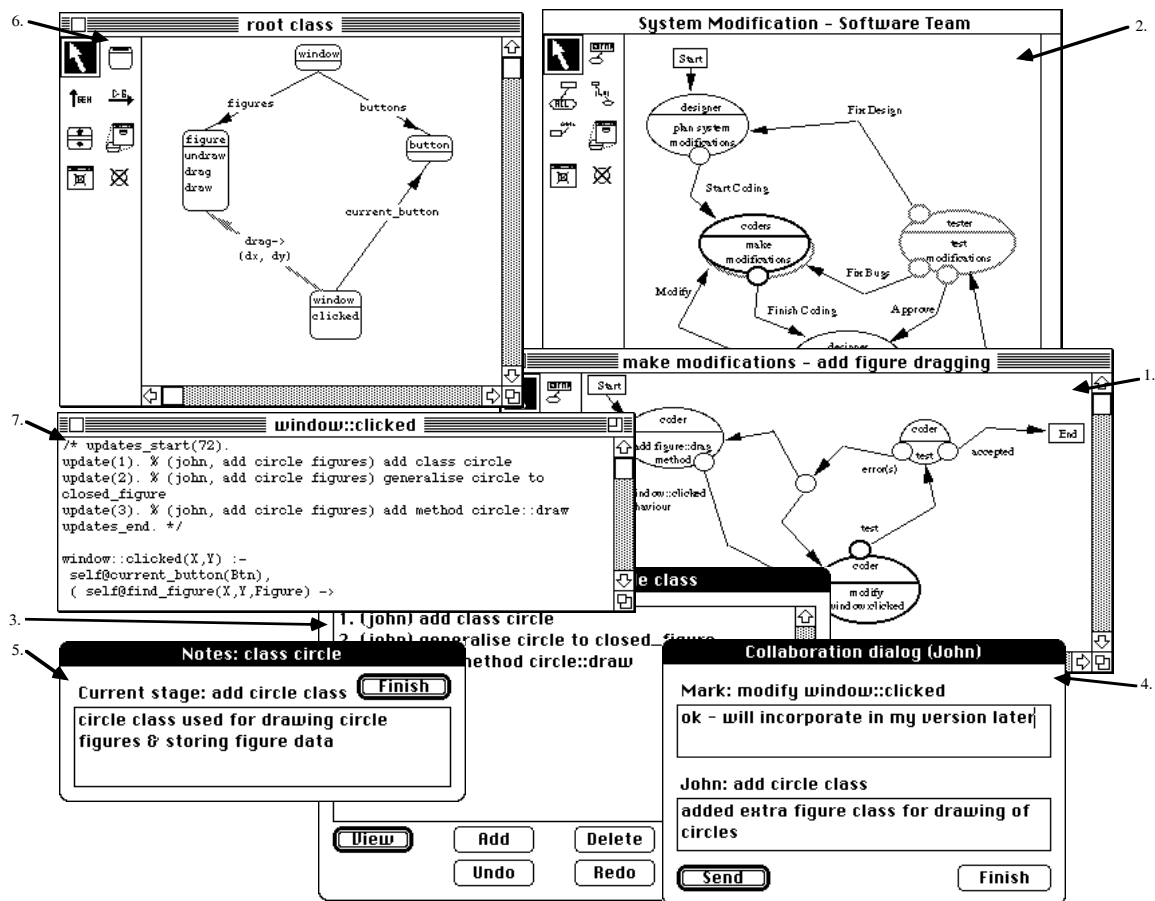 6.
root class
GEN
C-S
window
figures
buttons
figure
undraw
drag
draw
button
current_button
drag->
(dx, dy)
window
clicked
System Modification - Software Team
2.
Start
designer
plan system
modifications
Fix Design
Start Coding
coders
make
modifications
tester
test
modifications
Fix Bugs
Modify
Finish Coding
Approve
designer
make modifications - add figure dragging
1.
Start
coder
add figure::drag
method
window::clicked
haviour
coder
test
error(s)
accepted
End
test
coder
modify
window::clicked
7.
window::clicked
/* updates_start(72).
update(1). % (john, add circle figures) add class circle
update(2). % (john, add circle figures) generalise circle to
closed_figure
update(3). % (john, add circle figures) add method circle::draw
updates_end. */
window::clicked(X,Y) :-
self@current_button(Btn),
( self@find_figure(X,Y,Figure) ->
3.
e class
1. (john) add class circle
2. (john) generalise circle to closed_figure
method circle::draw
View
Add
Delete
Undo
Redo
5.
Notes: class circle
Current stage: add circle class
Finish
circle class used for drawing circle
figures & storing figure data
4.
Collaboration dialog (John)
Mark: modify window::clicked
ok - will incorporate in my version later
John: add circle class
added extra figure class for drawing of
circles
Send
Finish